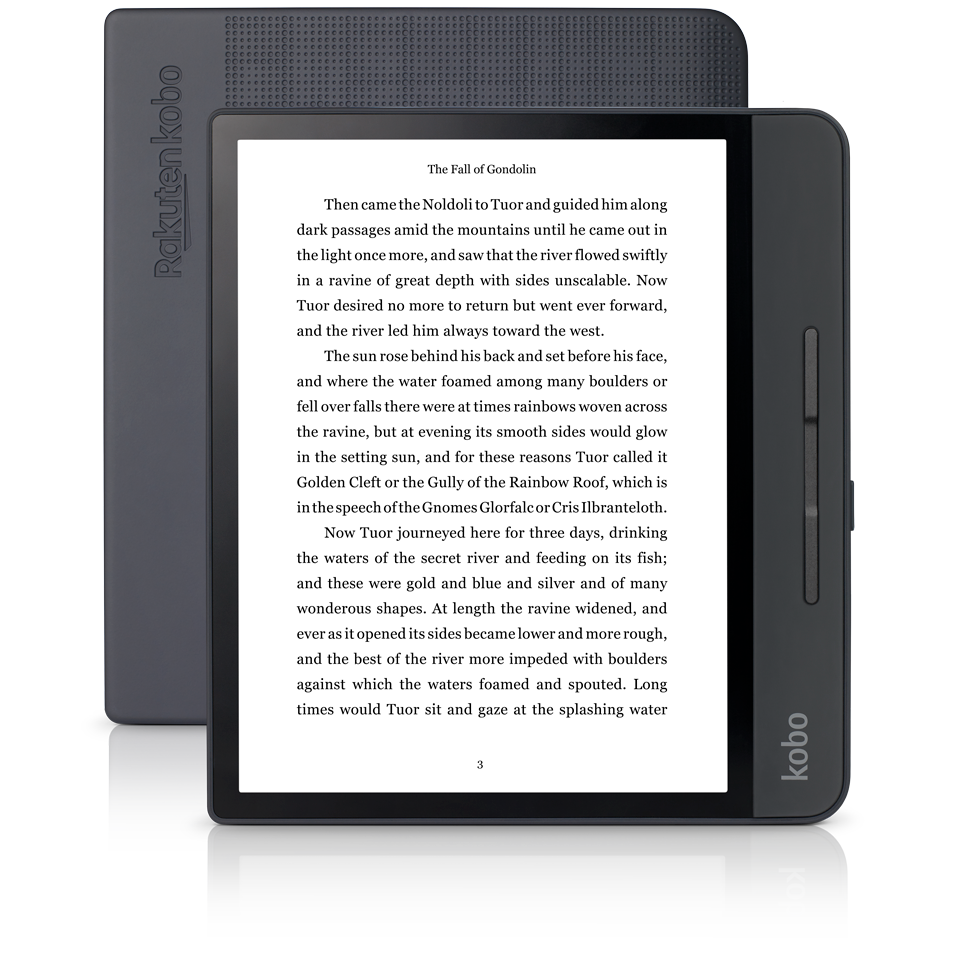 Rakuten kobo
The Fall of Gondolin
Then came the Noldoli to Tuor and guided him along
dark passages amid the mountains until he came out in
the light once more, and saw that the river flowed swiftly
in a ravine of great depth with sides unscalable. Now
Tuor desired no more to return but went ever forward,
and the river led him always toward the west.
The sun rose behind his back and set before his face,
and where the water foamed among many boulders or
fell over falls there were at times rainbows woven across
the ravine, but at evening its smooth sides would glow
in the setting sun, and for these reasons Tuor called it
Golden Cleft or the Gully of the Rainbow Roof, which is
in the speech of the Gnomes Glorfalc or Cris Ilbranteloth.
Now Tuor journeyed here for three days, drinking
the waters of the secret river and feeding on its fish;
and these were gold and blue and silver and of many
wonderous shapes. At length the ravine widened, and
ever as it opened its sides became lower and more rough,
and the best of the river more impeded with boulders
against which the waters foamed and spouted. Long
times would Tuor sit and gaze at the splashing water
3
kobo